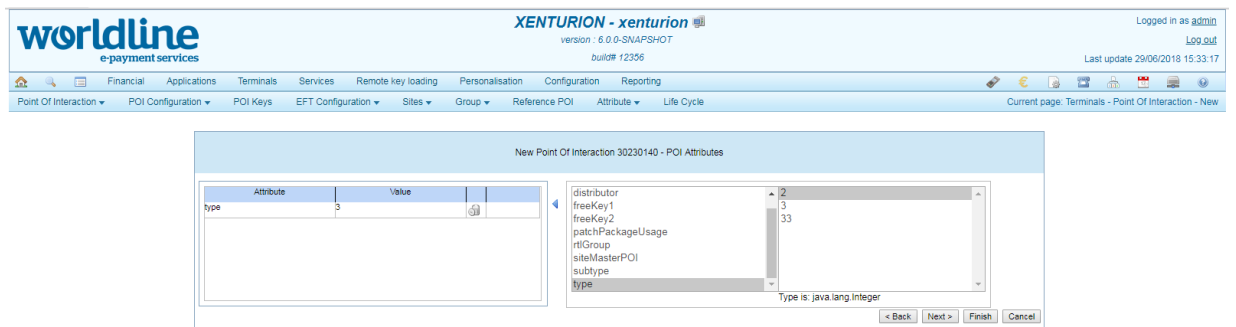 worldline
e-payment services
XENTURION - xenturion
version : 6.0.0-SNAPSHOT
build# 12356
Logged in as admin
Log out
Last update 29/06/2018 15:33:17
Financial Applications Terminals Services Remote key loading Personalisation Configuration Reporting
Point Of Interaction POI Configuration POI Keys EFT Configuration Sites Group Reference POI Attribute Life Cycle Current page: Terminals - Point Of Interaction - New
New Point Of Interaction 30230140 - POI Attributes
Attribute Value
type 3
distributor
freeKey1
freeKey2
patchPackageUsage
rtlGroup
siteMasterPOI
subtype
type
2
3
33
Type is: java.lang.Integer
< Back Next > Finish Cancel